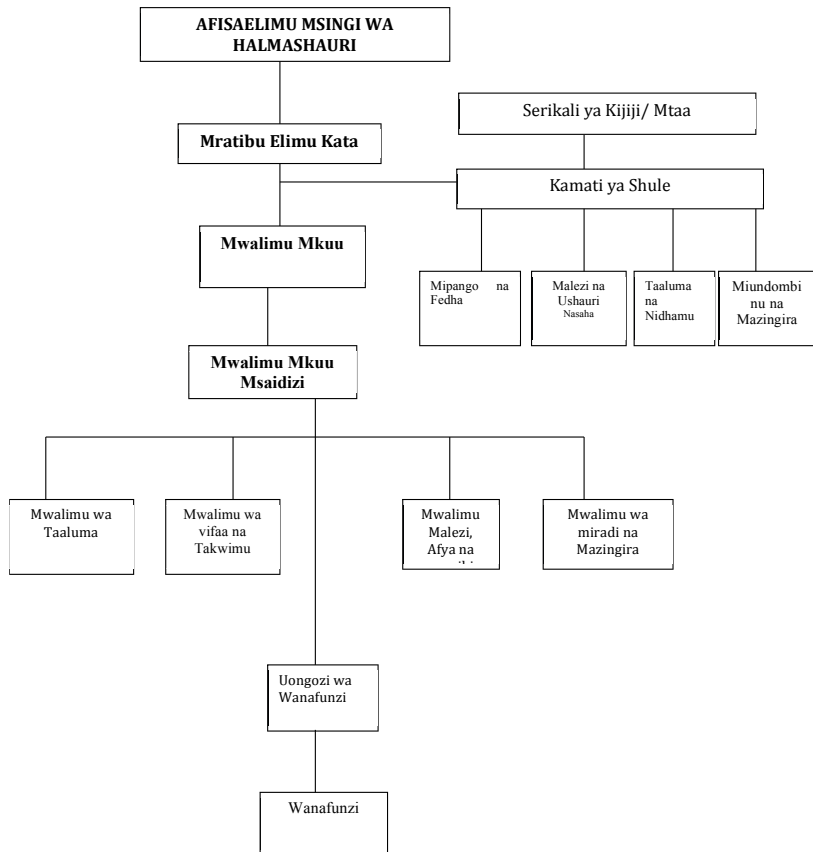 AFISAELIMU MSINGI WA
HALMASHAURI
Serikali ya Kijiji/ Mtaa
Mratibu Elimu Kata
Kamati ya Shule
Mwalimu Mkuu
Mipango na
Fedha
Malezi na
Ushauri
Nasaha
Taaluma
na
Nidhamu
Miundombi
nu na
Mazingira
Mwalimu Mkuu
Msaidizi
Mwalimu wa
Taaluma
Mwalimu wa
vifaa na
Takwimu
Mwalimu
Malezi,
Afya na
Mwalimu wa
miradi na
Mazingira
Uongozi wa
Wanafunzi
Wanafunzi